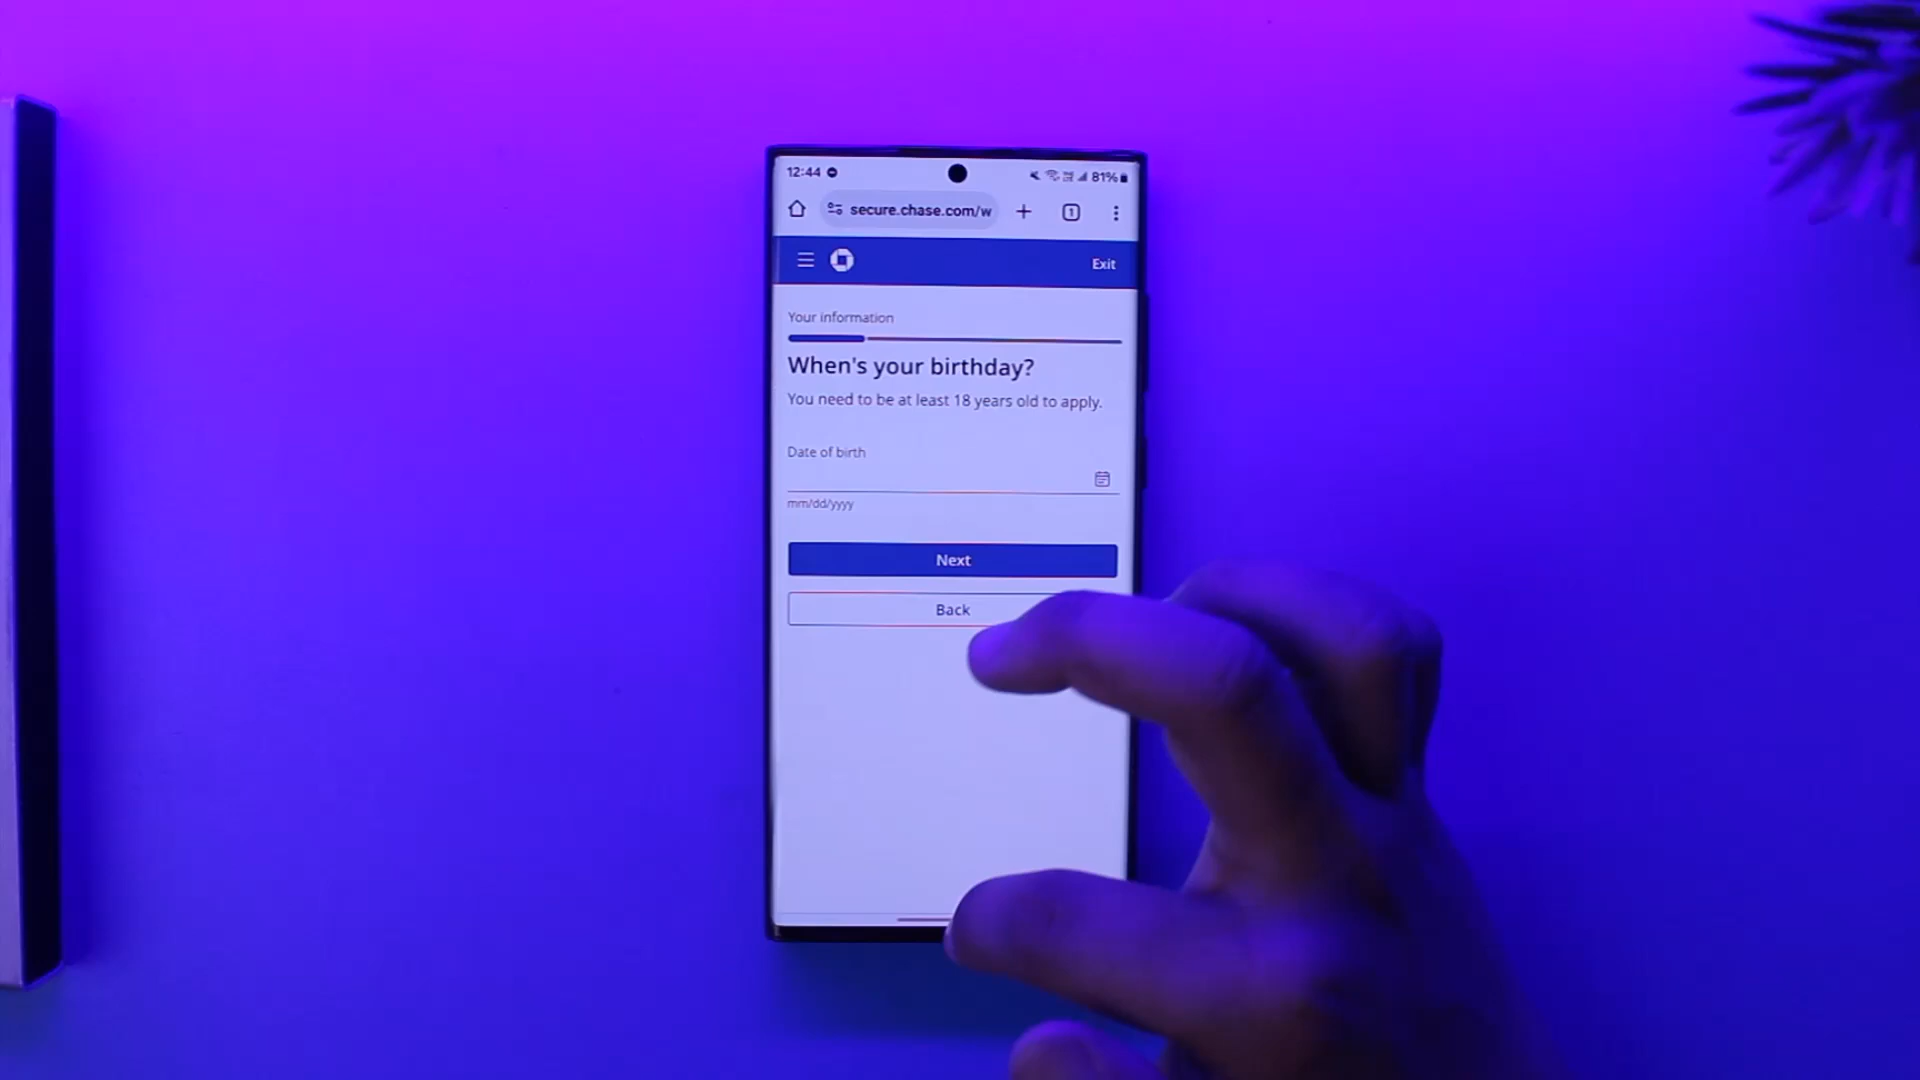 12:44 81%
secure.chase.com/w 1
Exit
Your information
When's your birthday?
You need to be at least 18 years old to apply.
Date of birth
mm/dd/yyyy
Next
Back